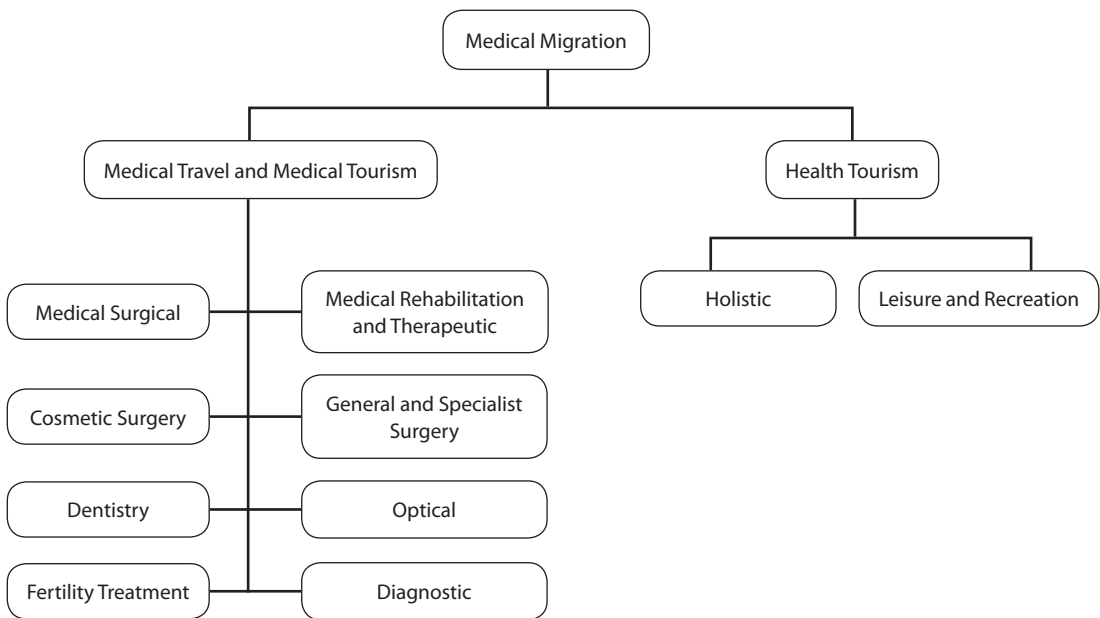 Medical Migration
Medical Travel and Medical Tourism
Health Tourism
Medical Surgical
Medical Rehabilitation
and Therapeutic
Holistic
Leisure and Recreation
Cosmetic Surgery
General and Specialist
Surgery
Dentistry
Optical
Fertility Treatment
Diagnostic